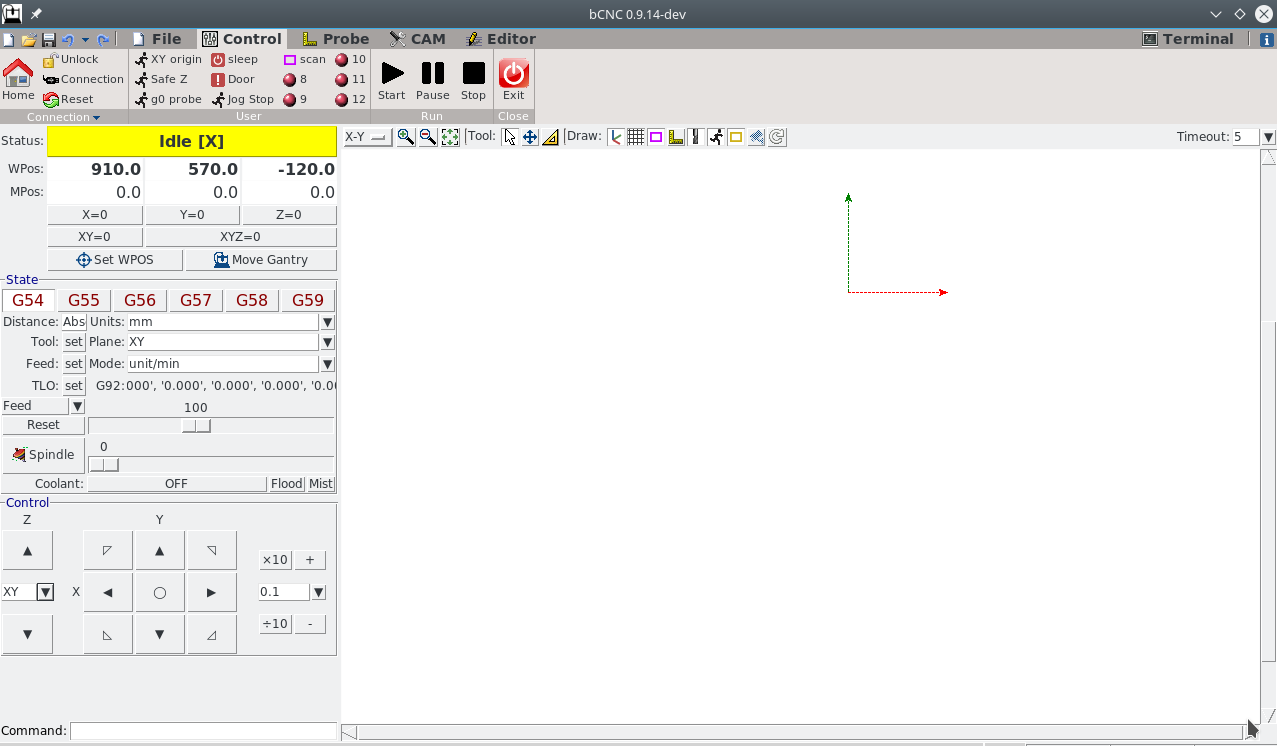 bCNC 0.9.14-dev
File Control Probe CAM Editor Terminal
Home Unlock Connection Reset
XY origin sleep scan 10
Safe Z Door 8 11
g0 probe Jog Stop 9 12
Start Pause Stop Exit
Connection User Run Close
Status: Idle [X]
X-Y Tool: Draw: Timeout: 5
WPos: 910.0 570.0 -120.0
MPos: 0.0 0.0 0.0
X=0 Y=0 Z=0
XY=0 XYZ=0
Set WPOS Move Gantry
State
G54 G55 G56 G57 G58 G59
Distance: Abs Units: mm
Tool: set Plane: XY
Feed: set Mode: unit/min
TLO: set G92:000', '0.000', '0.000', '0.000', '0.00
Feed 100
Reset
Spindle 0
Coolant: OFF Flood Mist
Control
Z Y
×10 +
XY X 0.1
÷10 -
Command: